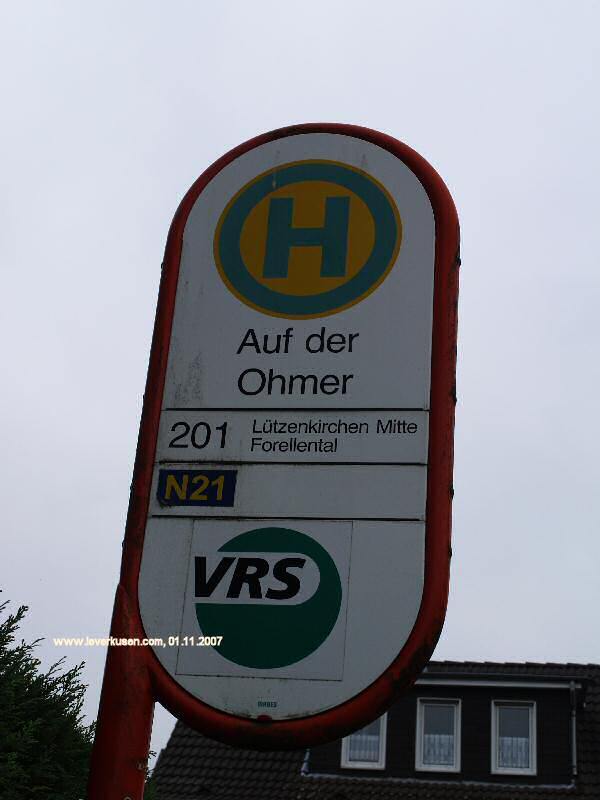 H
Auf der
Ohmer
201 Lützenkirchen Mitte
Forellental
N21
VRS
www.leverkusen.com, 01.11.2007